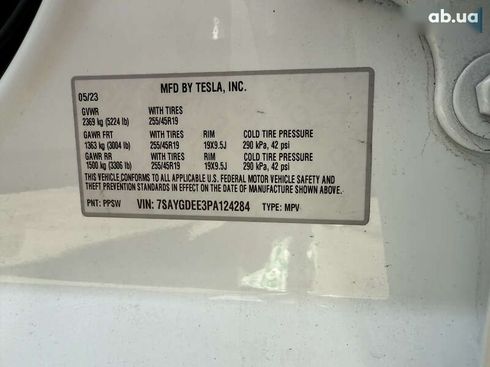 ab.ua
MFD BY TESLA, INC.
05/23
GVWR WITH TIRES
2369 kg (5224 lb) 255/45R19
GAWR FRT WITH TIRES RIM COLD TIRE PRESSURE
1363 kg (3004 lb) 255/45R19 19X9.5J 290 kPa, 42 psi
GAWR RR WITH TIRES RIM COLD TIRE PRESSURE
1500 kg (3306 lb) 255/45R19 19X9.5J 290 kPa, 42 psi
THIS VEHICLE CONFORMS TO ALL APPLICABLE U.S. FEDERAL MOTOR VEHICLE SAFETY AND
THEFT PREVENTION STANDARDS IN EFFECT ON THE DATE OF MANUFACTURE SHOWN ABOVE.
PNT: PPSW VIN: 7SAYGDEE3PA124284 TYPE: MPV